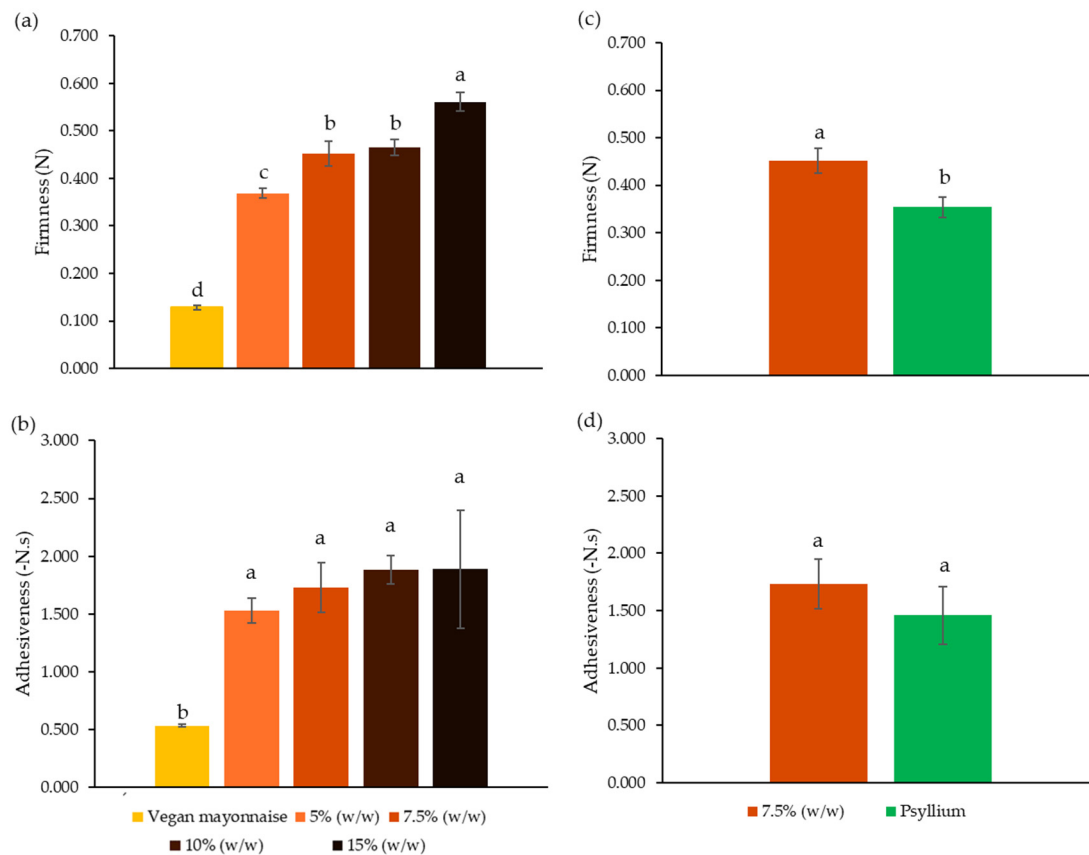 (a)
0.700
0.600
0.500
0.400
0.300
0.200
0.100
0.000
Firmness (N)
d
c
b
b
a
(c)
0.700
0.600
0.500
0.400
0.300
0.200
0.100
0.000
Firmness (N)
a
b
(b)
3.000
2.500
2.000
1.500
1.000
0.500
0.000
Adhesiveness (-N.s)
b
a
a
a
a
Vegan mayonnaise 5% (w/w) 7.5% (w/w)
10% (w/w) 15% (w/w)
(d)
3.000
2.500
2.000
1.500
1.000
0.500
0.000
Adhesiveness (-N.s)
a
a
7.5% (w/w) Psyllium